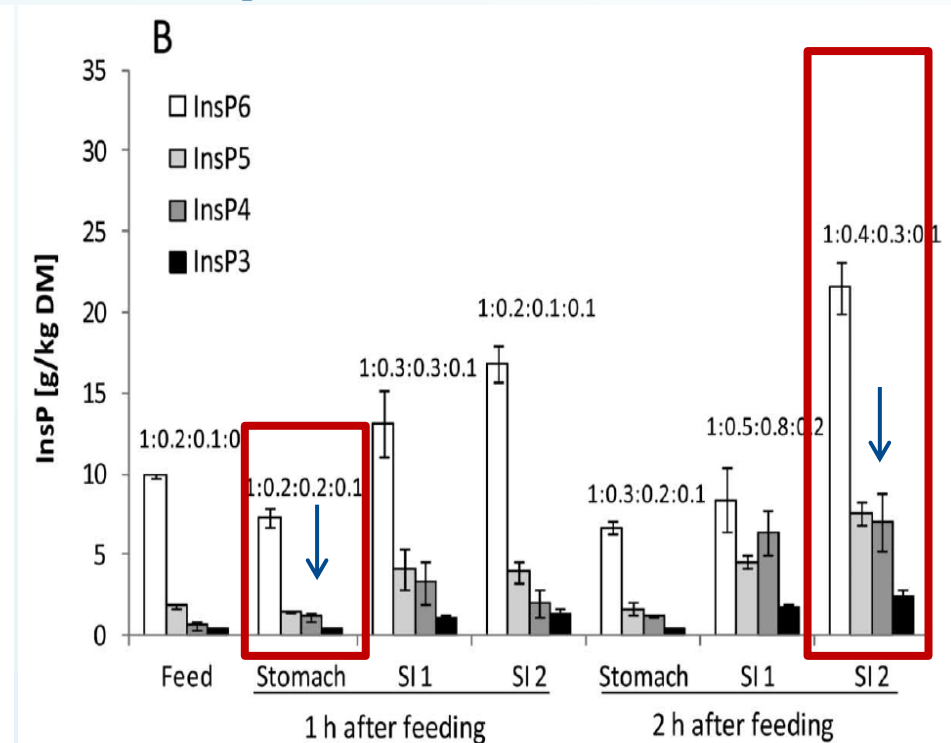 B
35
30
25
20
15
10
5
0
InsP [g/kg DM]
InsP6
InsP5
InsP4
InsP3
1:0.2:0.1:0
1:0.2:0.2:0.1
1:0.3:0.3:0.1
1:0.2:0.1:0.1
1:0.3:0.2:0.1
1:0.5:0.8:0.2
1:0.4:0.3:0.1
Feed Stomach SI 1 SI 2 Stomach SI 1 SI 2
1 h after feeding 2 h after feeding